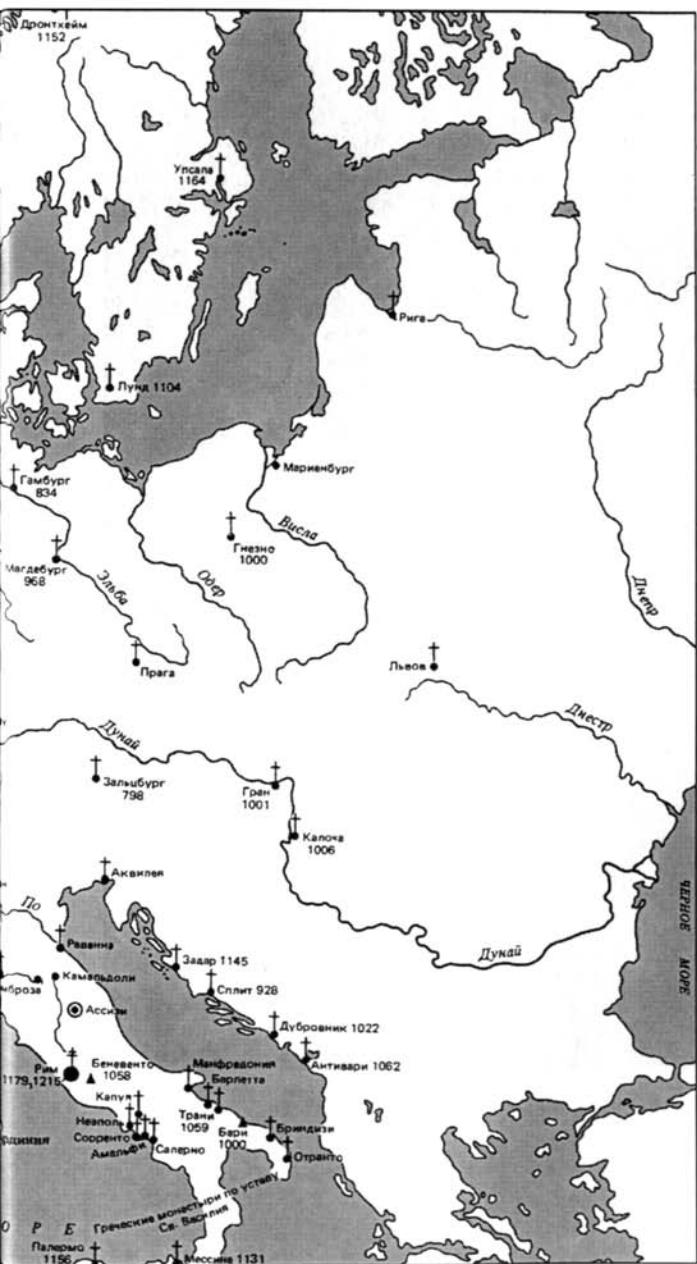 Дронтхейм
1152
Упсала
1164
Рига
Лунд 1104
Мариенбург
Гамбург
834
Висла
Гнезно
1000
Магдебург
968
Эльба
Одер
Днепр
Прага
Львов
Днестр
Дунай
Зальцбург
798
Гран
1001
Калоча
1006
Аквилея
ЧЕРНОЕ МОРЕ
По
Равенна
Дунай
Задар 1145
Камальдоли
мброза
Сплит 928
Ассизи
Дубровник 1022
Антивари 1062
Рим
1179,1215
Беневенто
1058
Манфредония
Барлетта
Капуя
Трани
1059
Неаполь
Бари
1000
Бриндизи
Сорренто
Амальфи
Салерно
рдиния
Отранто
Греческие монастыри по уставу
Св. Василия
О Р Е
Палермо
1156
Мессина 1131